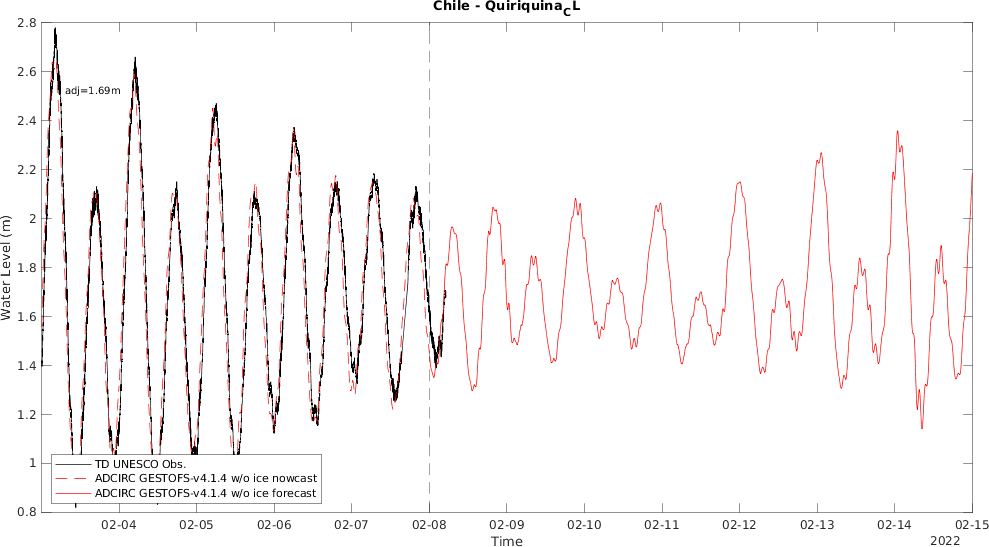 Chile - Quiriquina_CL
2.8
2.6
2.4
2.2
2
1.8
1.6
1.4
1.2
1
0.8
Water Level (m)
adj=1.69m
TD UNESCO Obs.
ADCIRC GESTOFS-v4.1.4 w/o ice nowcast
ADCIRC GESTOFS-v4.1.4 w/o ice forecast
02-04 02-05 02-06 02-07 02-08 02-09 02-10 02-11 02-12 02-13 02-14 02-15
Time
2022